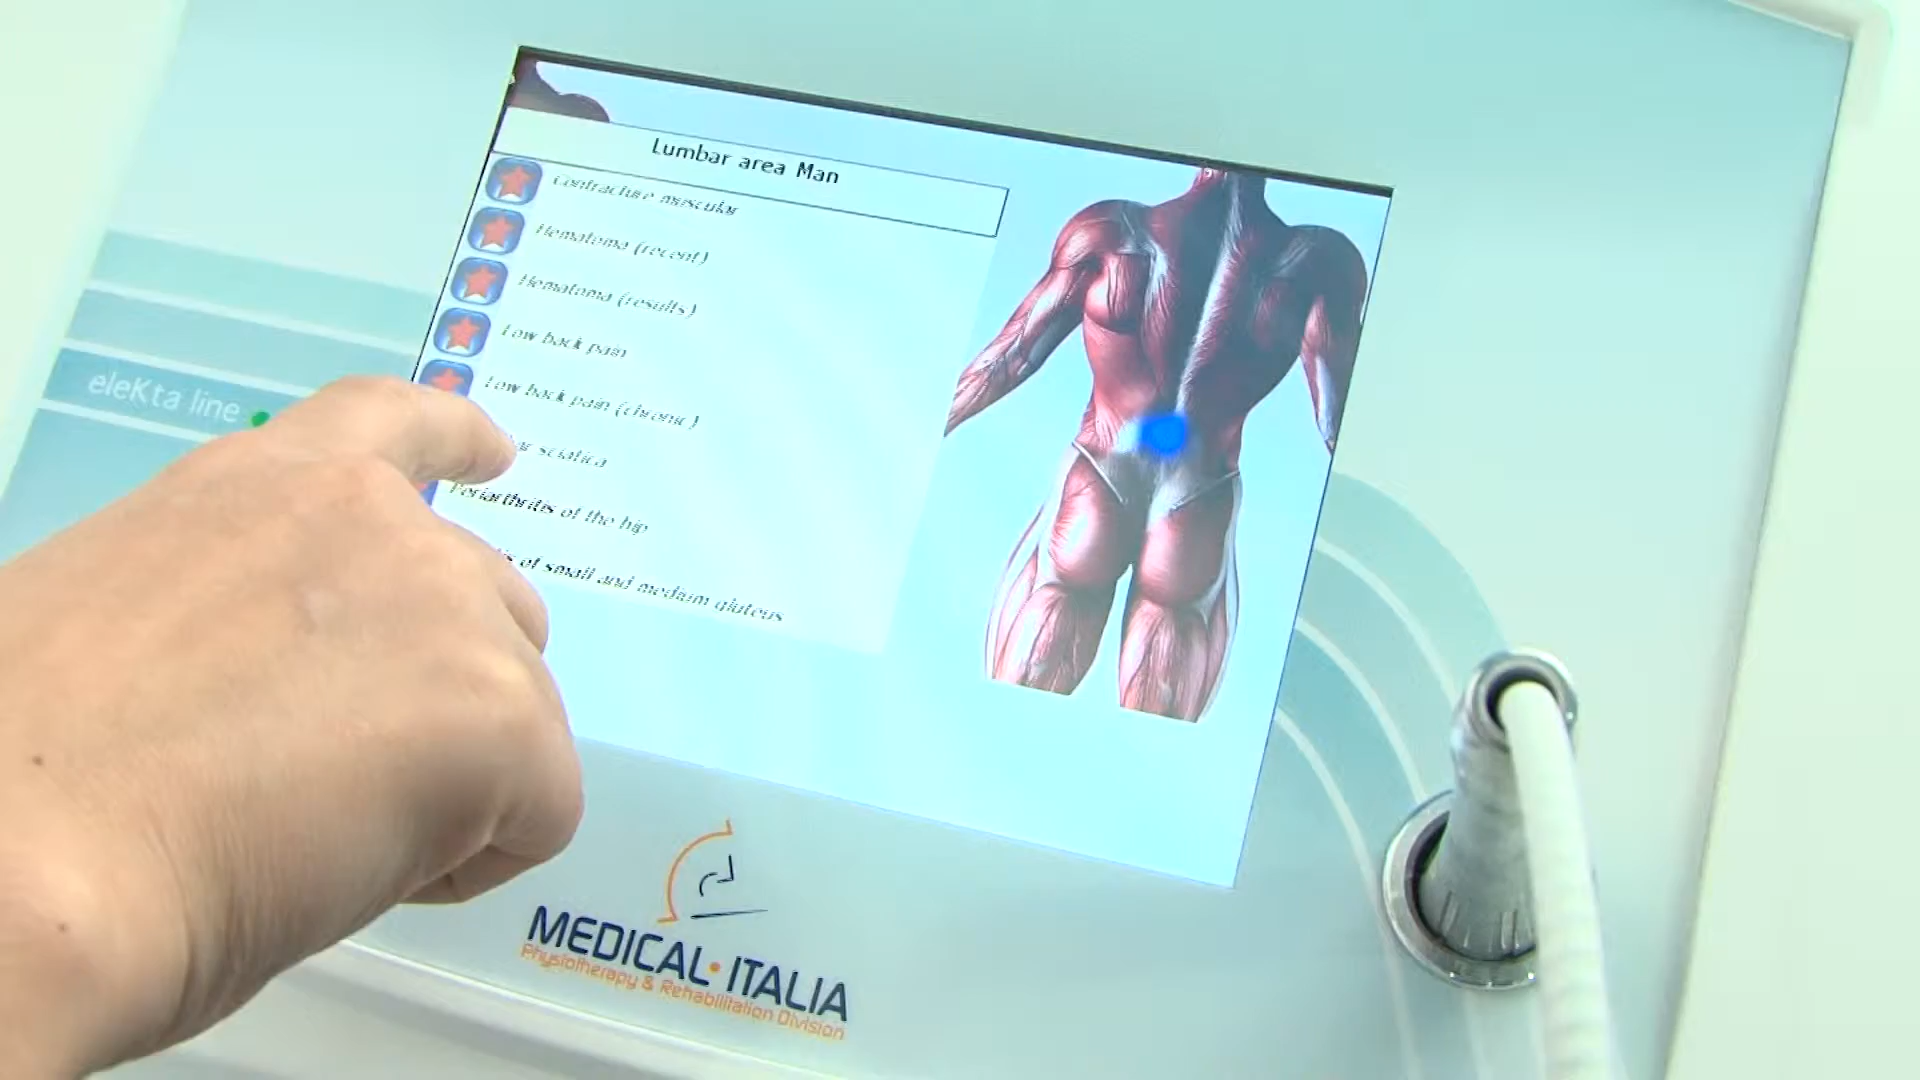 Lumbar area Man
Contracture muscular
Hematoma (recent)
Hematoma (results)
Low back pain
Low back pain (chronic)
sciatica
Periarthritis of the hip
of small and medaim gluteus
eleKta line
MEDICAL·ITALIA
Physiotherapy & Rehabilitation Division